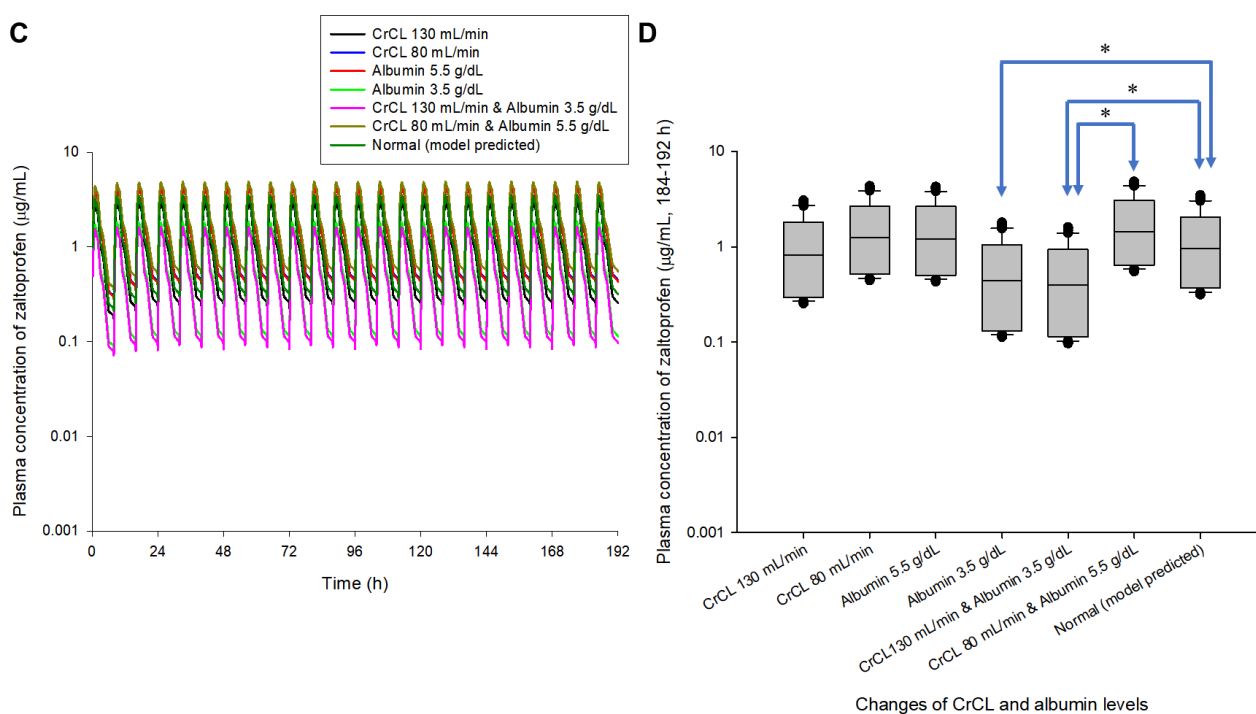 C
CrCL 130 mL/min
CrCL 80 mL/min
Albumin 5.5 g/dL
Albumin 3.5 g/dL
CrCL 130 mL/min & Albumin 3.5 g/dL
CrCL 80 mL/min & Albumin 5.5 g/dL
Normal (model predicted)
Plasma concentration of zaltoprofen (μg/mL)
10
1
0.1
0.01
0.001
0
24
48
72
96
120
144
168
192
Time (h)
D
*
*
*
Plasma concentration of zaltoprofen (μg/mL, 184-192 h)
10
1
0.1
0.01
0.001
CrCL 130 mL/min
CrCL 80 mL/min
Albumin 5.5 g/dL
Albumin 3.5 g/dL
CrCL130 mL/min & Albumin 3.5 g/dL
CrCL 80 mL/min & Albumin 5.5 g/dL
Normal (model predicted)
Changes of CrCL and albumin levels